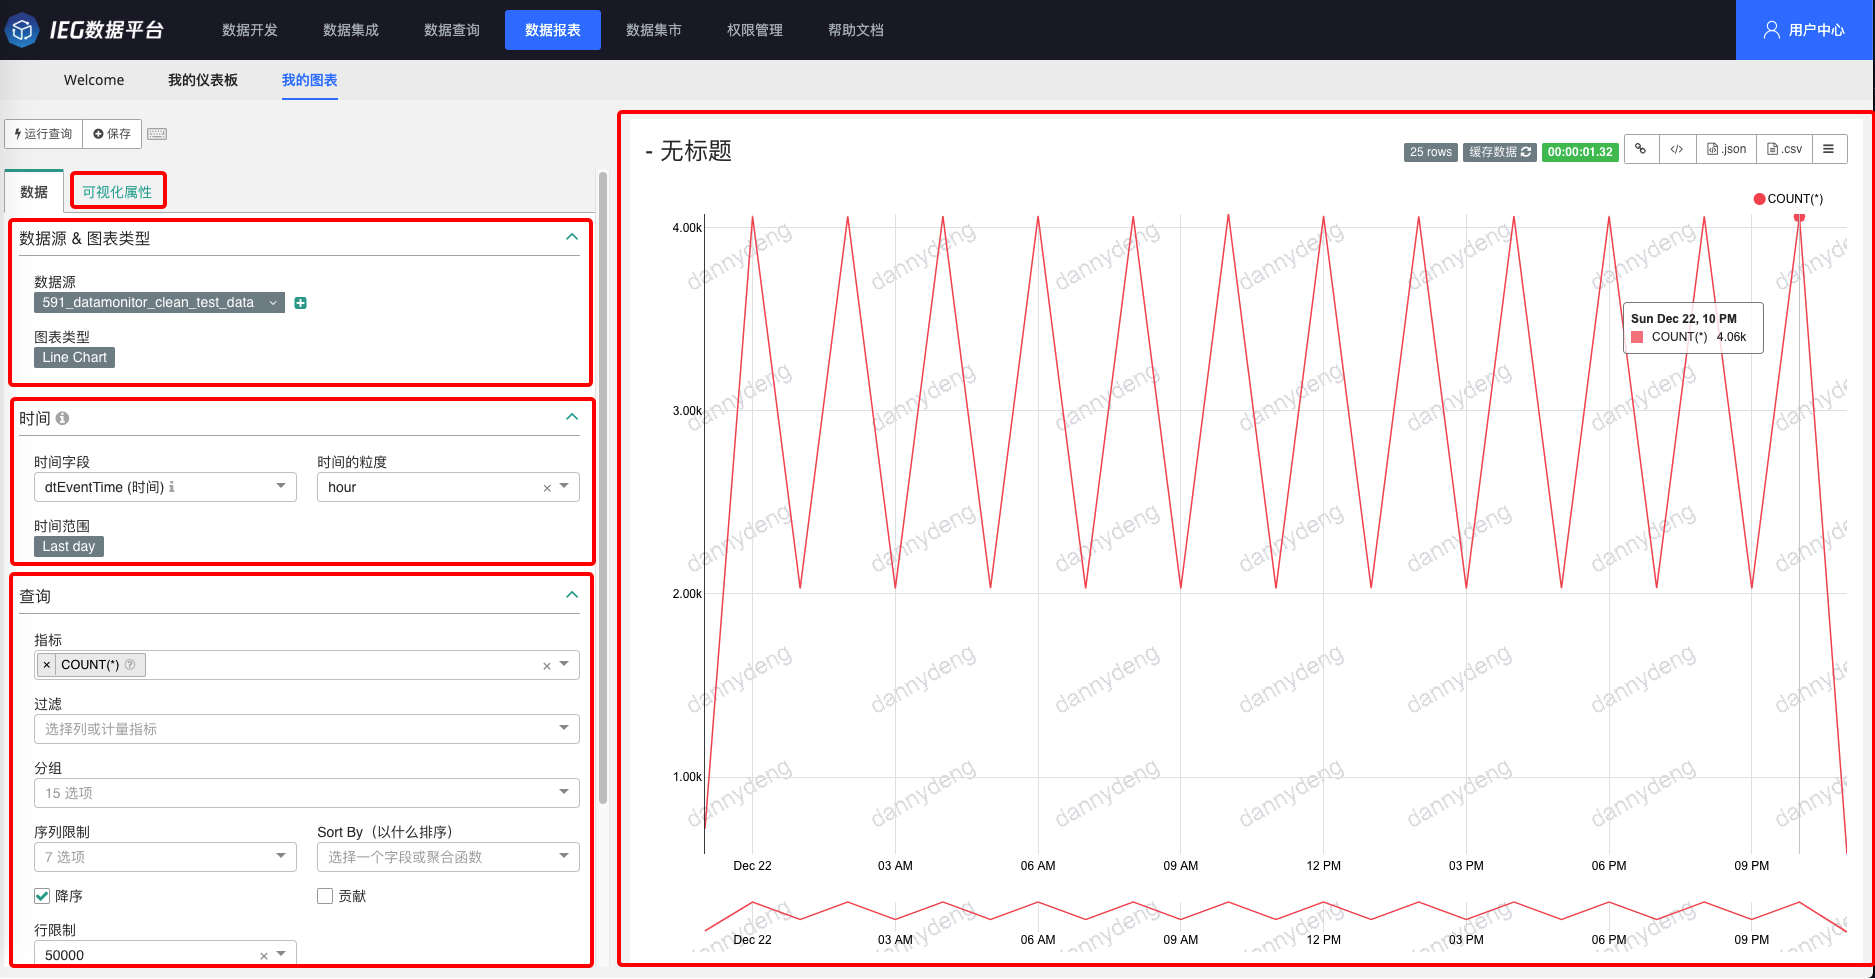 IEG数据平台
数据开发
数据集成
数据查询
数据报表
数据集市
权限管理
帮助文档
用户中心
Welcome
我的仪表板
我的图表
运行查询
保存
数据
可视化属性
数据源 & 图表类型
数据源
591_datamonitor_clean_test_data
图表类型
Line Chart
时间
时间字段
时间的粒度
dtEventTime (时间)
hour
时间范围
Last day
查询
指标
× COUNT(*)
过滤
选择列或计量指标
分组
15 选项
序列限制
Sort By（以什么排序）
7 选项
选择一个字段或聚合函数
降序
贡献
行限制
50000
- 无标题
25 rows
缓存数据
00:00:01.32
</>
.json
.csv
COUNT(*)
4.00k
3.00k
2.00k
1.00k
Sun Dec 22, 10 PM
COUNT(*) 4.06k
Dec 22
03 AM
06 AM
09 AM
12 PM
03 PM
06 PM
09 PM
Dec 22
03 AM
06 AM
09 AM
12 PM
03 PM
06 PM
09 PM
dannydeng